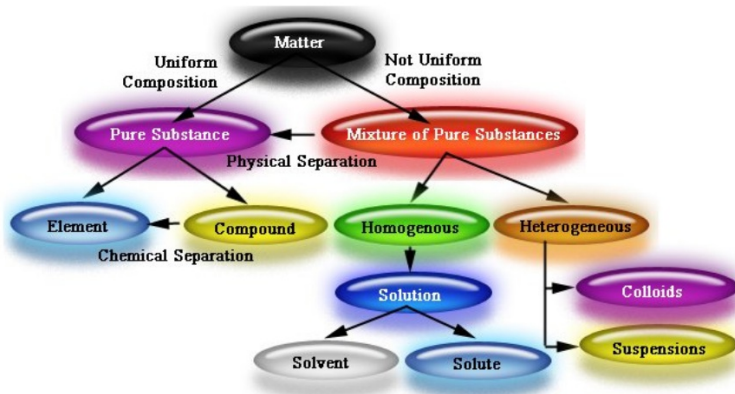 Matter
Uniform
Composition
Not Uniform
Composition
Pure Substance
Mixture of Pure Substances
Physical Separation
Element
Compound
Homogenous
Heterogeneous
Chemical Separation
Solution
Colloids
Solvent
Solute
Suspensions